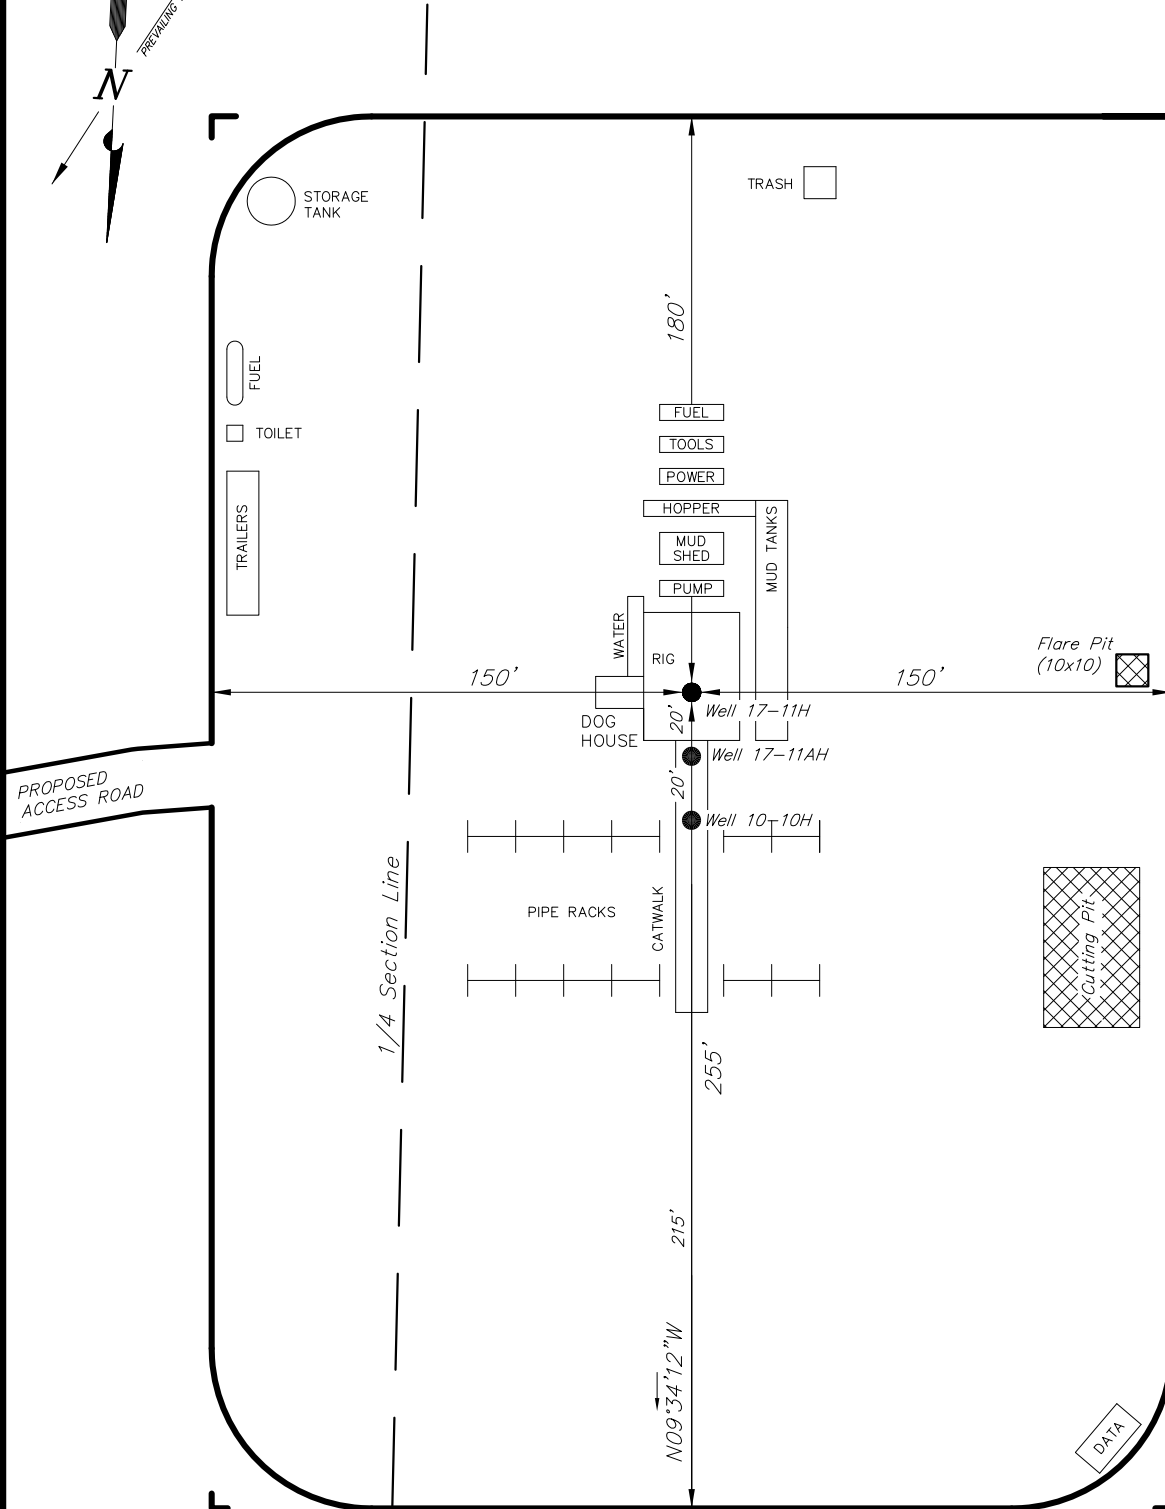 PREVAILING
N
STORAGE
TANK
TRASH
180'
FUEL
FUEL
TOILET
TOOLS
POWER
HOPPER
TRAILERS
MUD TANKS
MUD
SHED
PUMP
WATER
RIG
Flare Pit
(10x10)
150'
150'
Well 17-11H
20'
DOG
HOUSE
Well 17-11AH
20'
PROPOSED
ACCESS ROAD
Well 10-10H
1/4 Section Line
PIPE RACKS
CATWALK
Cutting Pit
255'
215'
N09°34'12"W
DATA